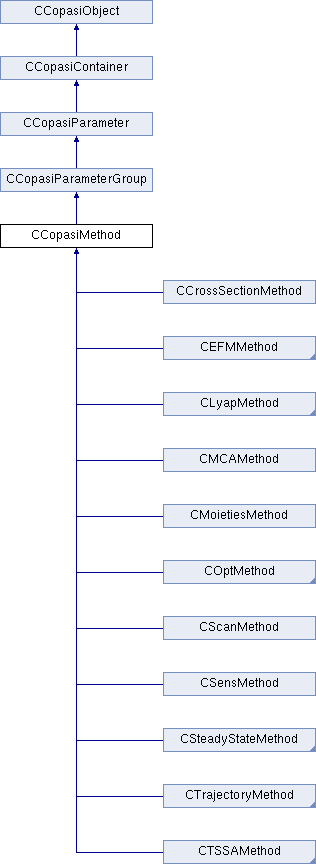 CCopasiObject
CCopasiContainer
CCopasiParameter
CCopasiParameterGroup
CCopasiMethod
CCrossSectionMethod
CEFMMethod
CLyapMethod
CMCAMethod
CMoietiesMethod
COptMethod
CScanMethod
CSensMethod
CSteadyStateMethod
CTrajectoryMethod
CTSSAMethod